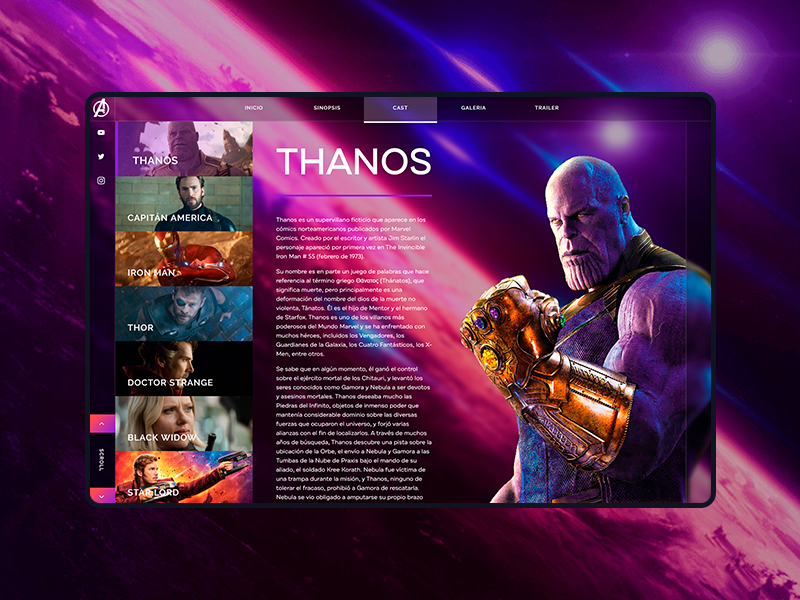 INICIO
SINOPSIS
CAST
GALERIA
TRAILER
THANOS
CAPITÁN AMERICA
IRON MAN
THOR
DOCTOR STRANGE
BLACK WIDOW
STAR LORD
SCROLL
THANOS
Thanos es un supervillano ficticio que aparece en los
cómics norteamericanos publicados por Marvel
Comics. Creado por el escritor y artista Jim Starlin el
personaje apareció por primera vez en The Invincible
Iron Man # 55 (febrero de 1973).
Su nombre es en parte un juego de palabras que hace
referencia al término griego Θάνατος (Thánatos), que
significa muerte, pero principalmente es una
deformación del nombre del dios de la muerte no
violenta, Tánatos. Él es el hijo de Mentor y el hermano
de Starfox. Thanos es uno de los villanos más
poderosos del Mundo Marvel y se ha enfrentado con
muchos héroes, incluidos los Vengadores, los
Guardianes de la Galaxia, los Cuatro Fantásticos, los X-
Men, entre otros.
Se sabe que en algún momento, él ganó el control
sobre el ejército mortal de los Chitauri, y levantó los
seres conocidos como Gamora y Nebula a ser devotos
y asesinos mortales. Thanos deseaba mucho las
Piedras del Infinito, objetos de inmenso poder que
mantenía considerable dominio sobre las diversas
fuerzas que ocuparon el universo, y forjó varias
alianzas con el fin de localizarlos. A través de muchos
años de búsqueda, Thanos descubre una pista sobre la
ubicación de la Orbe, el envío a Nebula y Gamora a las
Tumbas de la Nube de Praxis bajo el mando de su
aliado, el soldado Kree Korath. Nebula fue víctima de
una trampa durante la misión, y Thanos, ninguno de
tolerar el fracaso, prohibió a Gamora de rescatarla.
Nebula se vio obligado a amputarse su propio brazo